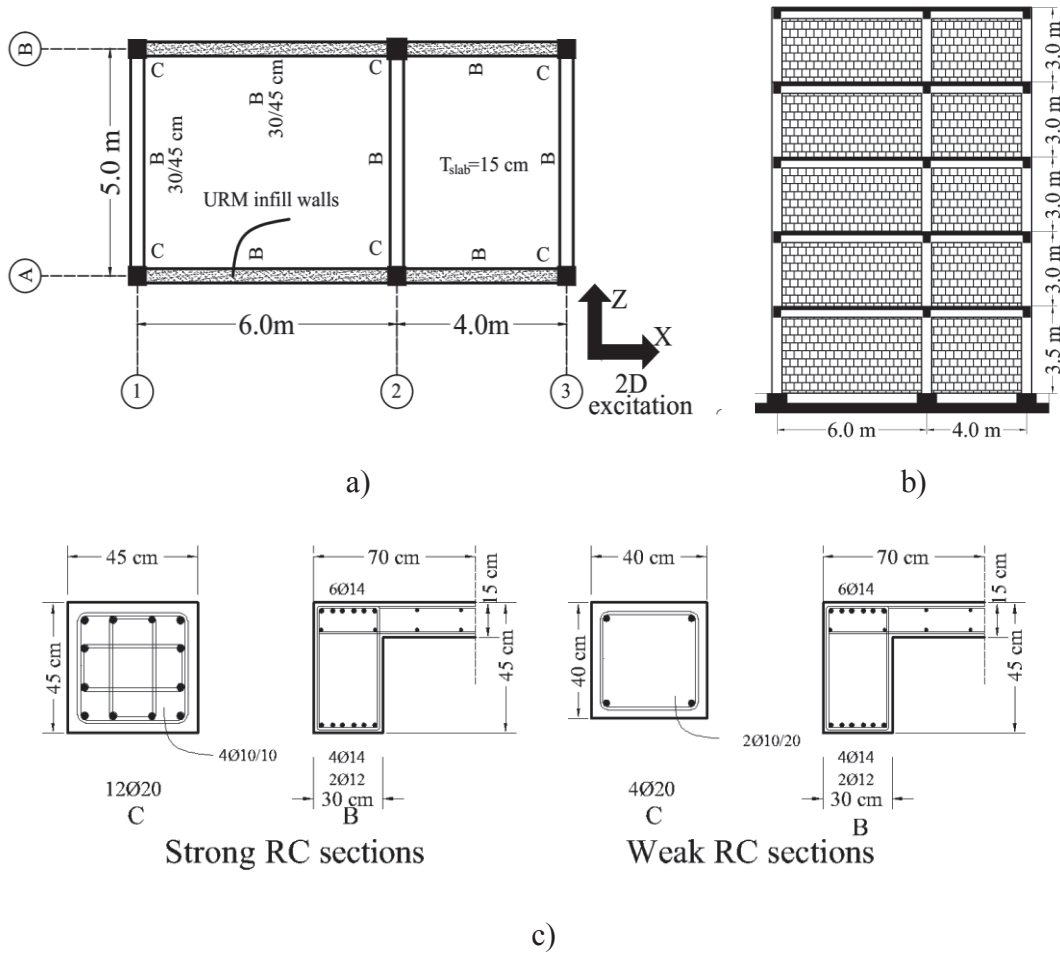 B
C
C
C
B
B
30/45 cm
B
30/45 cm
B
B
5.0 m
Tslab=15 cm
URM infill walls
C
B
C
B
C
A
6.0m
4.0m
Z
X
2D
excitation
1
2
3
a)
3.0 m
3.0 m
3.0 m
3.0 m
3.5 m
6.0 m
4.0 m
b)
45 cm
45 cm
4Ø10/10
12Ø20
C
70 cm
6Ø14
15 cm
45 cm
4Ø14
2Ø12
30 cm
B
Strong RC sections
40 cm
40 cm
2Ø10/20
4Ø20
C
70 cm
6Ø14
15 cm
45 cm
4Ø14
2Ø12
30 cm
B
Weak RC sections
c)